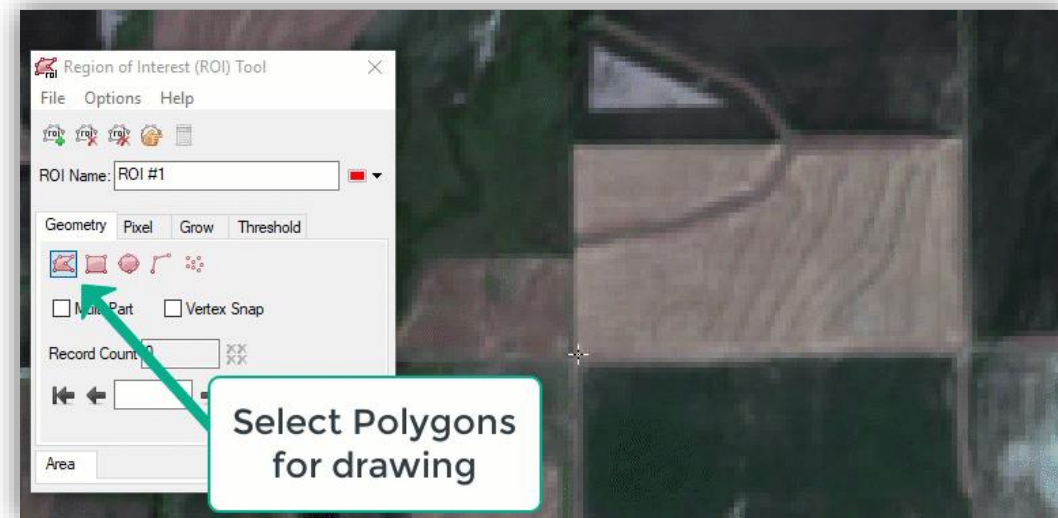 Region of Interest (ROI) Tool
File Options Help
ROI Name: ROI #1
Geometry Pixel Grow Threshold
Vertex Snap
Record Count
Select Polygons
for drawing
Area